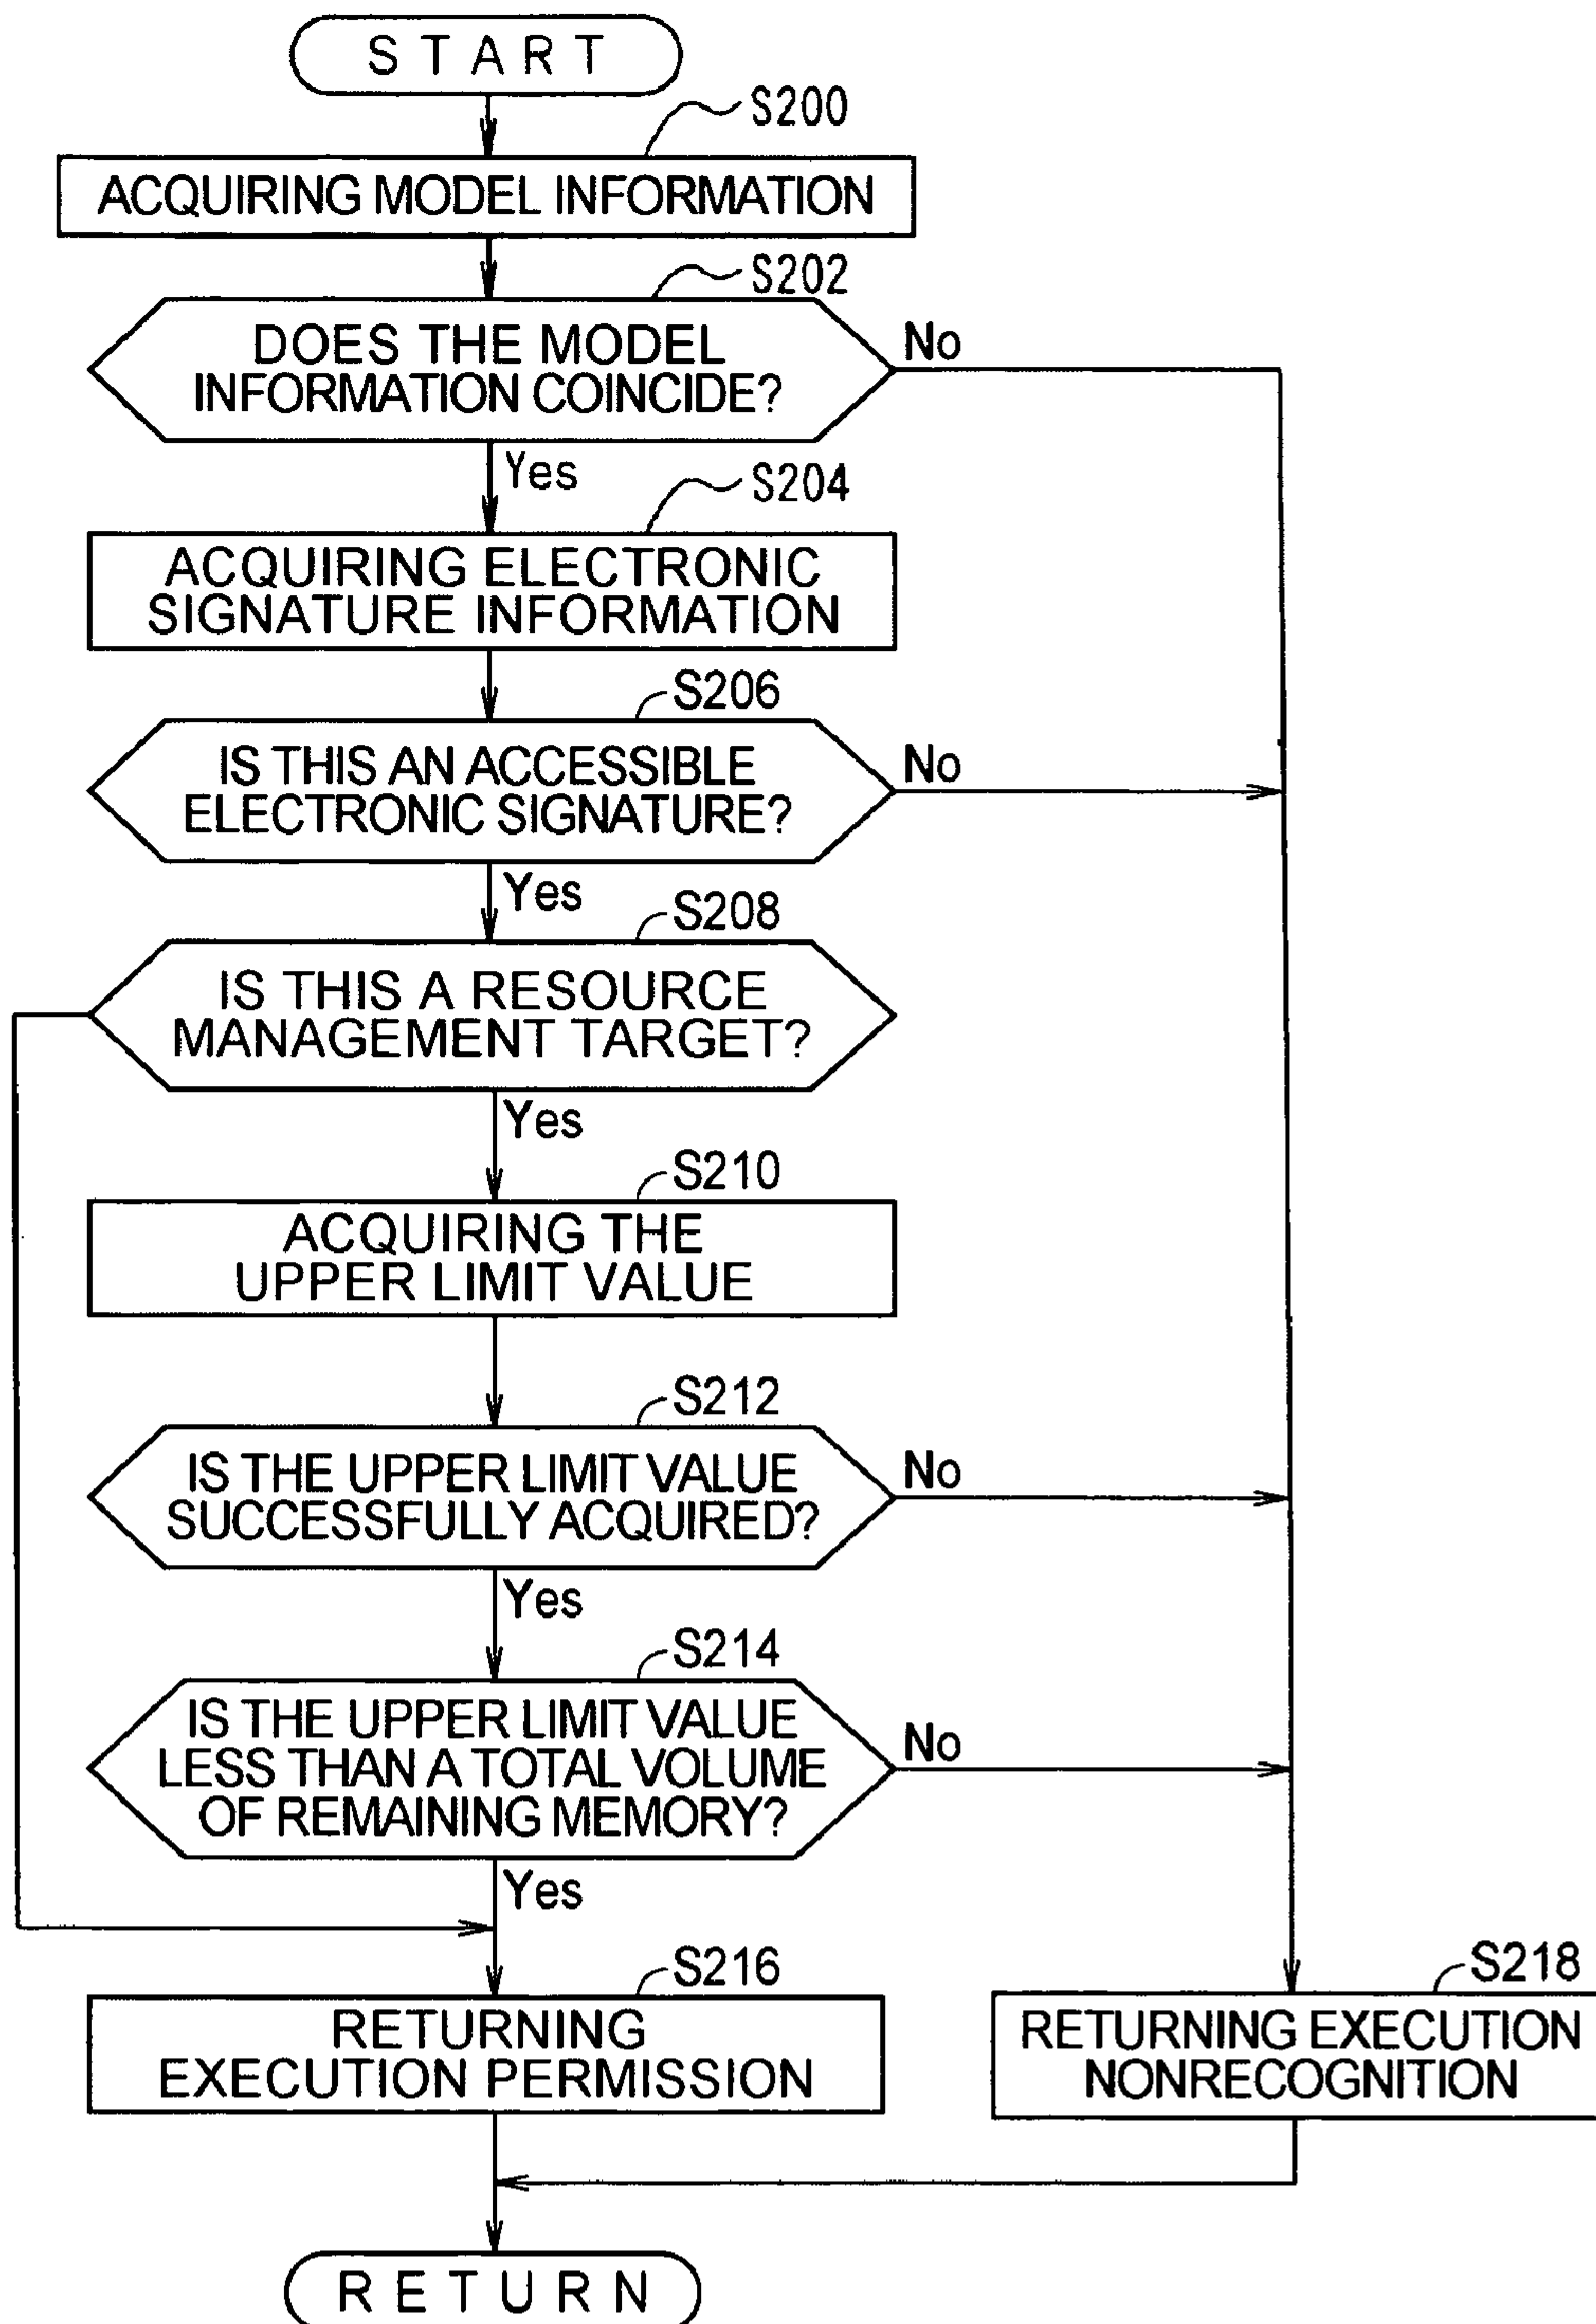 START
S200
ACQUIRING MODEL INFORMATION
S202
DOES THE MODEL
INFORMATION COINCIDE?
No
Yes
S204
ACQUIRING ELECTRONIC
SIGNATURE INFORMATION
S206
IS THIS AN ACCESSIBLE
ELECTRONIC SIGNATURE?
No
Yes
S208
IS THIS A RESOURCE
MANAGEMENT TARGET?
Yes
S210
ACQUIRING THE
UPPER LIMIT VALUE
S212
IS THE UPPER LIMIT VALUE
SUCCESSFULLY ACQUIRED?
No
Yes
S214
IS THE UPPER LIMIT VALUE
LESS THAN A TOTAL VOLUME
OF REMAINING MEMORY?
No
Yes
S216
RETURNING
EXECUTION PERMISSION
S218
RETURNING EXECUTION
NONRECOGNITION
RETURN